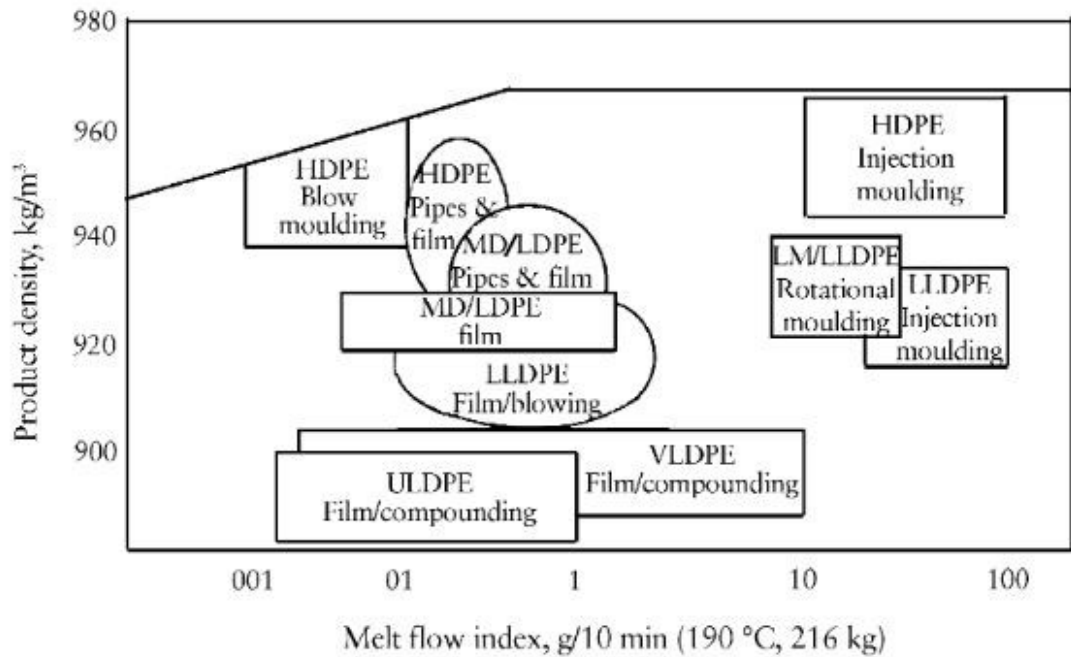 980
960
940
920
900
Product density, kg/m³
HDPE
Blow
moulding
HDPE
Pipes &
film
MD/LDPE
Pipes & film
MD/LDPE
film
LLDPE
Film/blowing
VLDPE
Film/compounding
ULDPE
Film/compounding
HDPE
Injection
moulding
LM/LLDPE
Rotational
moulding
LLDPE
Injection
moulding
001 01 1 10 100
Melt flow index, g/10 min (190 °C, 216 kg)